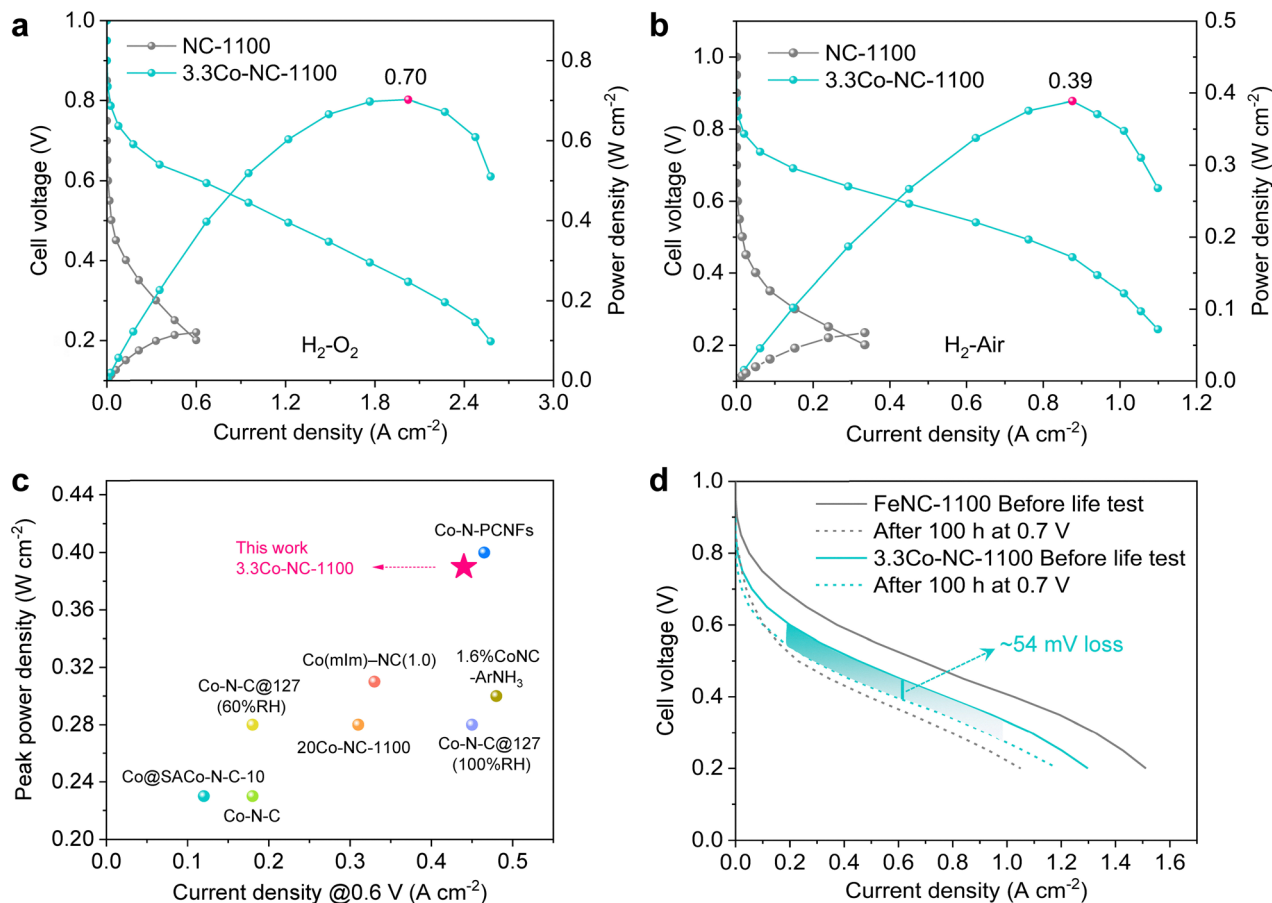 a
NC-1100
3.3Co-NC-1100
0.70
H₂-O₂
1.0
0.8
0.6
0.4
0.2
Cell voltage (V)
0.8
0.6
0.4
0.2
0.0
Power density (W cm⁻²)
0.0 0.6 1.2 1.8 2.4 3.0
Current density (A cm⁻²)
b
NC-1100
3.3Co-NC-1100
0.39
H₂-Air
1.0
0.8
0.6
0.4
0.2
Cell voltage (V)
0.5
0.4
0.3
0.2
0.1
0.0
Power density (W cm⁻²)
0.0 0.2 0.4 0.6 0.8 1.0 1.2
Current density (A cm⁻²)
c
0.44
0.40
0.36
0.32
0.28
0.24
0.20
Peak power density (W cm⁻²)
Co-N-PCNFs
This work
3.3Co-NC-1100
Co(mIm)–NC(1.0)
1.6%CoNC
-ArNH₃
Co-N-C@127
(60%RH)
20Co-NC-1100
Co-N-C@127
(100%RH)
Co@SACo-N-C-10
Co-N-C
0.0 0.1 0.2 0.3 0.4 0.5
Current density @0.6 V (A cm⁻²)
d
FeNC-1100 Before life test
After 100 h at 0.7 V
3.3Co-NC-1100 Before life test
After 100 h at 0.7 V
~54 mV loss
1.0
0.8
0.6
0.4
0.2
0.0
Cell voltage (V)
0.0 0.2 0.4 0.6 0.8 1.0 1.2 1.4 1.6
Current density (A cm⁻²)